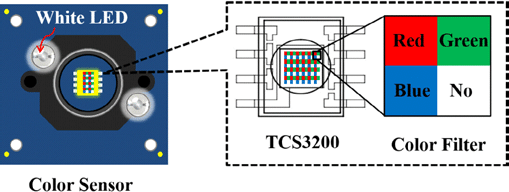 White LED
Red Green
Blue No
TCS3200
Color Filter
Color Sensor